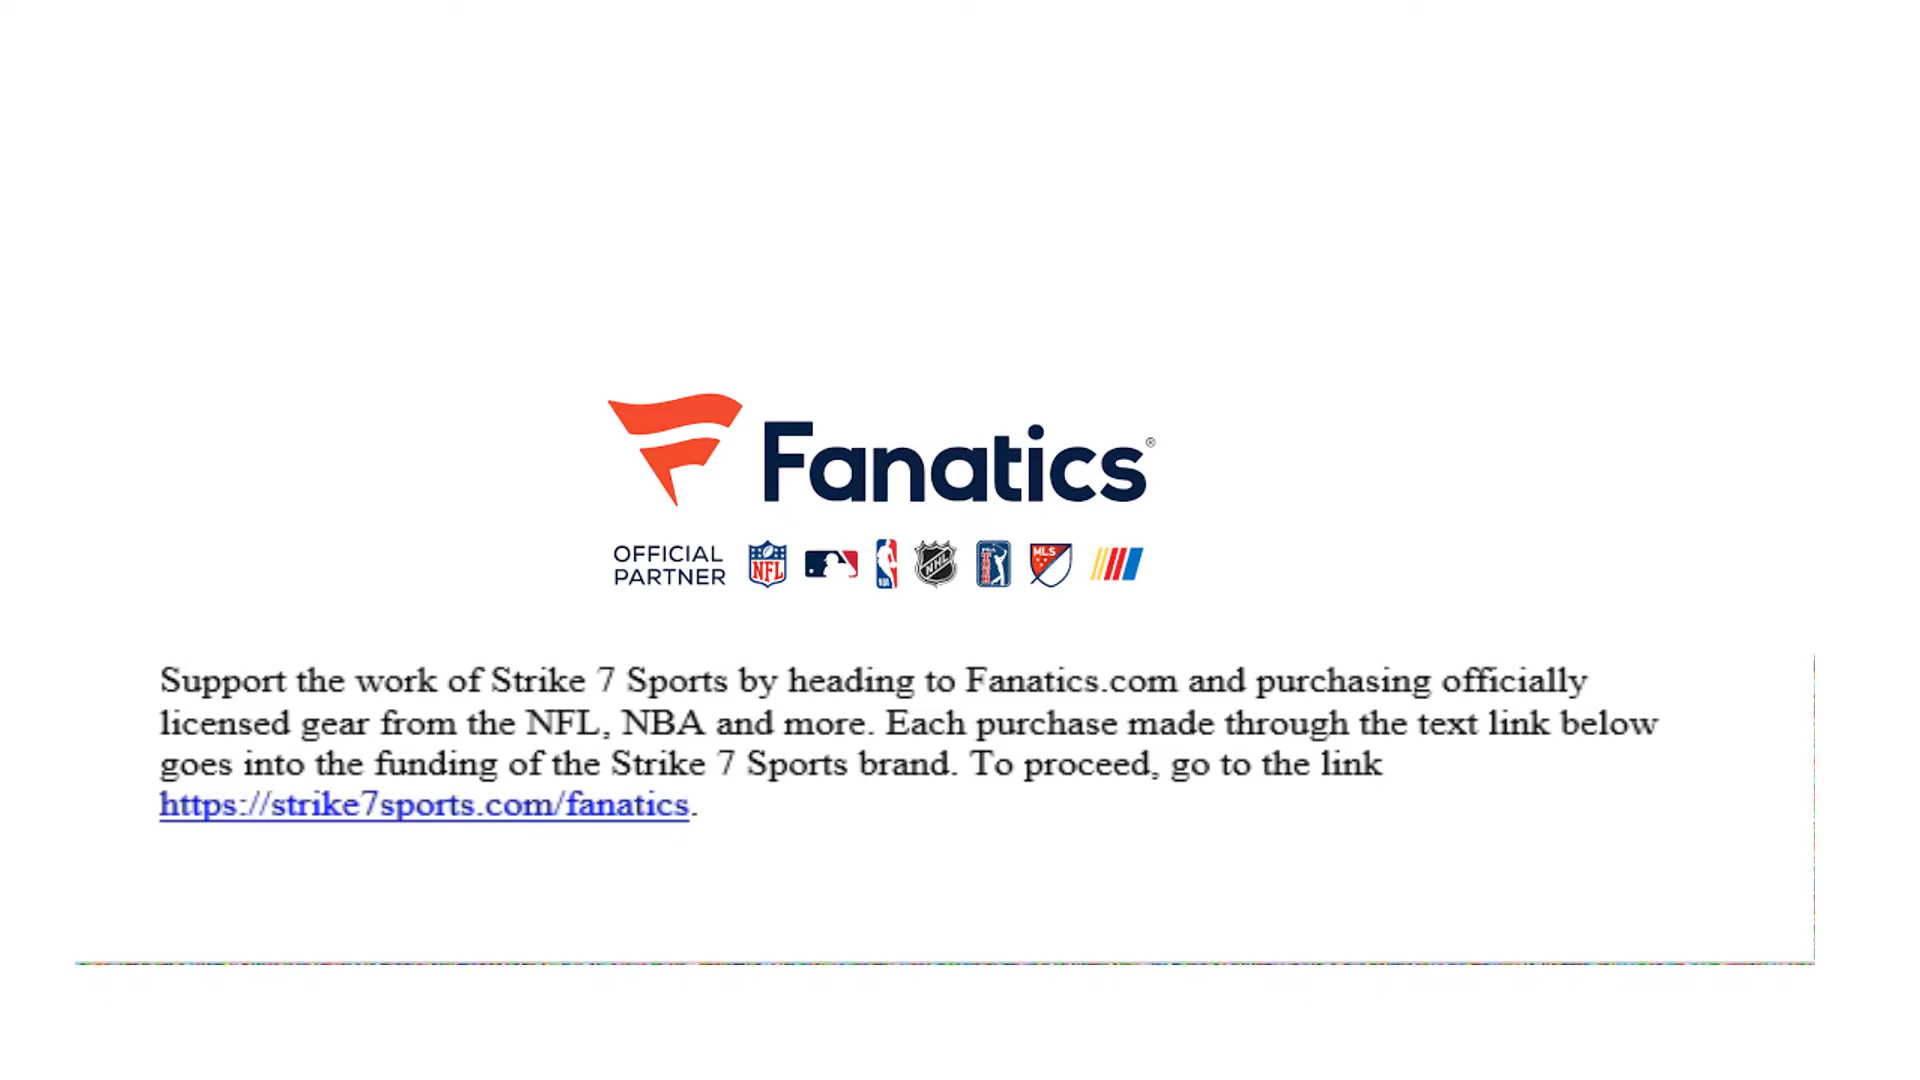 Fanatics®
OFFICIAL
PARTNER
NFL
NBA
NHL
PGA
TOUR
MLS
Support the work of Strike 7 Sports by heading to Fanatics.com and purchasing officially
licensed gear from the NFL, NBA and more. Each purchase made through the text link below
goes into the funding of the Strike 7 Sports brand. To proceed, go to the link
https://strike7sports.com/fanatics.